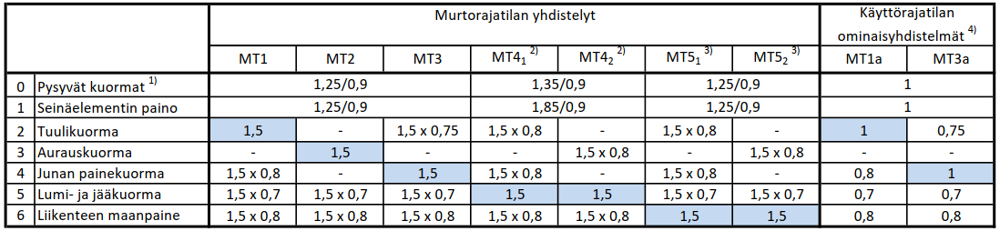 Murtorajatilan yhdistelyt Käyttörajatilan ominaisyhdistelmät 4)
MT1 MT2 MT3 MT4₁ 2) MT4₂ 2) MT5₁ 3) MT5₂ 3) MT1a MT3a
0 Pysyvät kuormat 1) 1,25/0,9 1,35/0,9 1,25/0,9 1
1 Seinäelementin paino 1,25/0,9 1,85/0,9 1,25/0,9 1
2 Tuulikuorma 1,5 - 1,5 x 0,75 1,5 x 0,8 - 1,5 x 0,8 - 1 0,75
3 Aurauskuorma - 1,5 - - 1,5 x 0,8 - 1,5 x 0,8 - -
4 Junan painekuorma 1,5 x 0,8 - 1,5 1,5 x 0,8 - 1,5 x 0,8 - 0,8 1
5 Lumi- ja jääkuorma 1,5 x 0,7 1,5 x 0,7 1,5 x 0,7 1,5 1,5 1,5 x 0,7 1,5 x 0,7 0,7 0,7
6 Liikenteen maanpaine 1,5 x 0,8 1,5 x 0,8 1,5 x 0,8 1,5 x 0,8 1,5 x 0,8 1,5 1,5 0,8 0,8